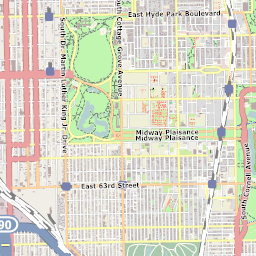 East Hyde Park Boulevard
South Dr. Martin Luther King Jr. Drive
South Cottage Grove Avenue
Midway Plaisance
Midway Plaisance
South Cornell Avenue
East 63rd Street
90